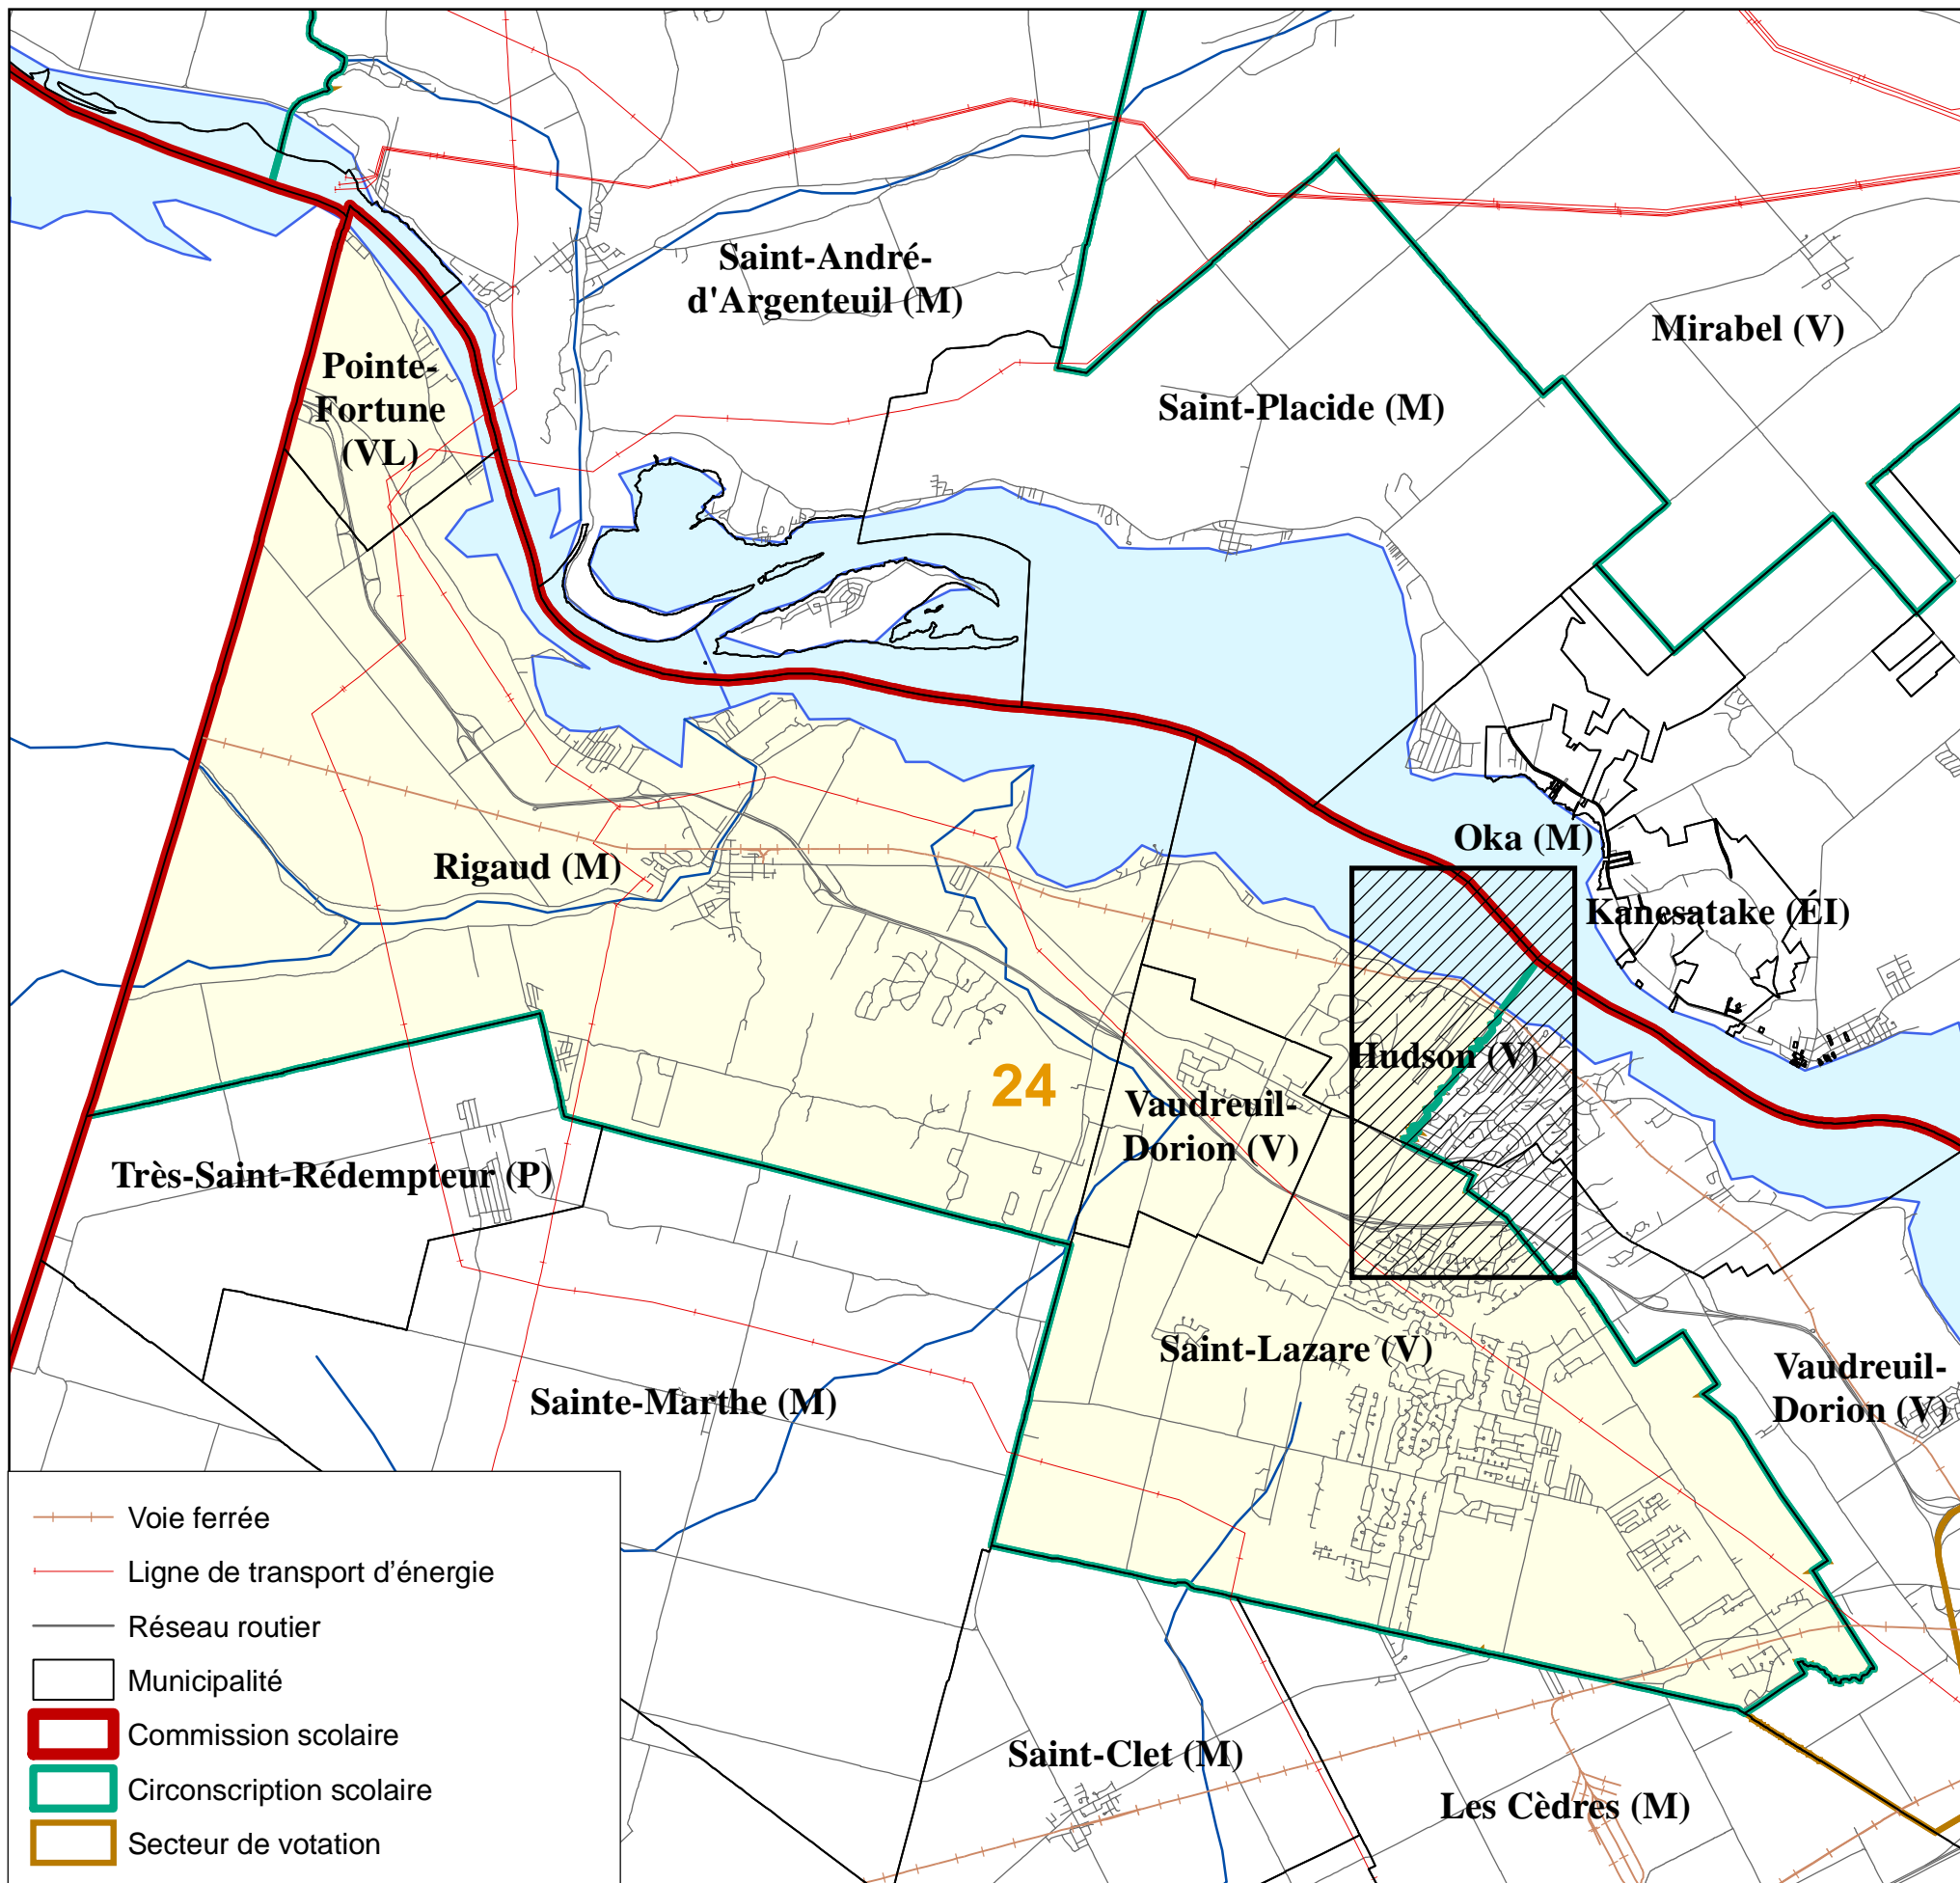 Saint-André-
d'Argenteuil (M)
Mirabel (V)
Pointe-
Fortune
(VL)
Saint-Placide (M)
Oka (M)
Rigaud (M)
Kanesatake (ÉI)
Hudson (V)
24
Vaudreuil-
Dorion (V)
Très-Saint-Rédempteur (P)
Saint-Lazare (V)
Vaudreuil-
Dorion (V)
Sainte-Marthe (M)
Saint-Clet (M)
Les Cèdres (M)
Voie ferrée
Ligne de transport d'énergie
Réseau routier
Municipalité
Commission scolaire
Circonscription scolaire
Secteur de votation